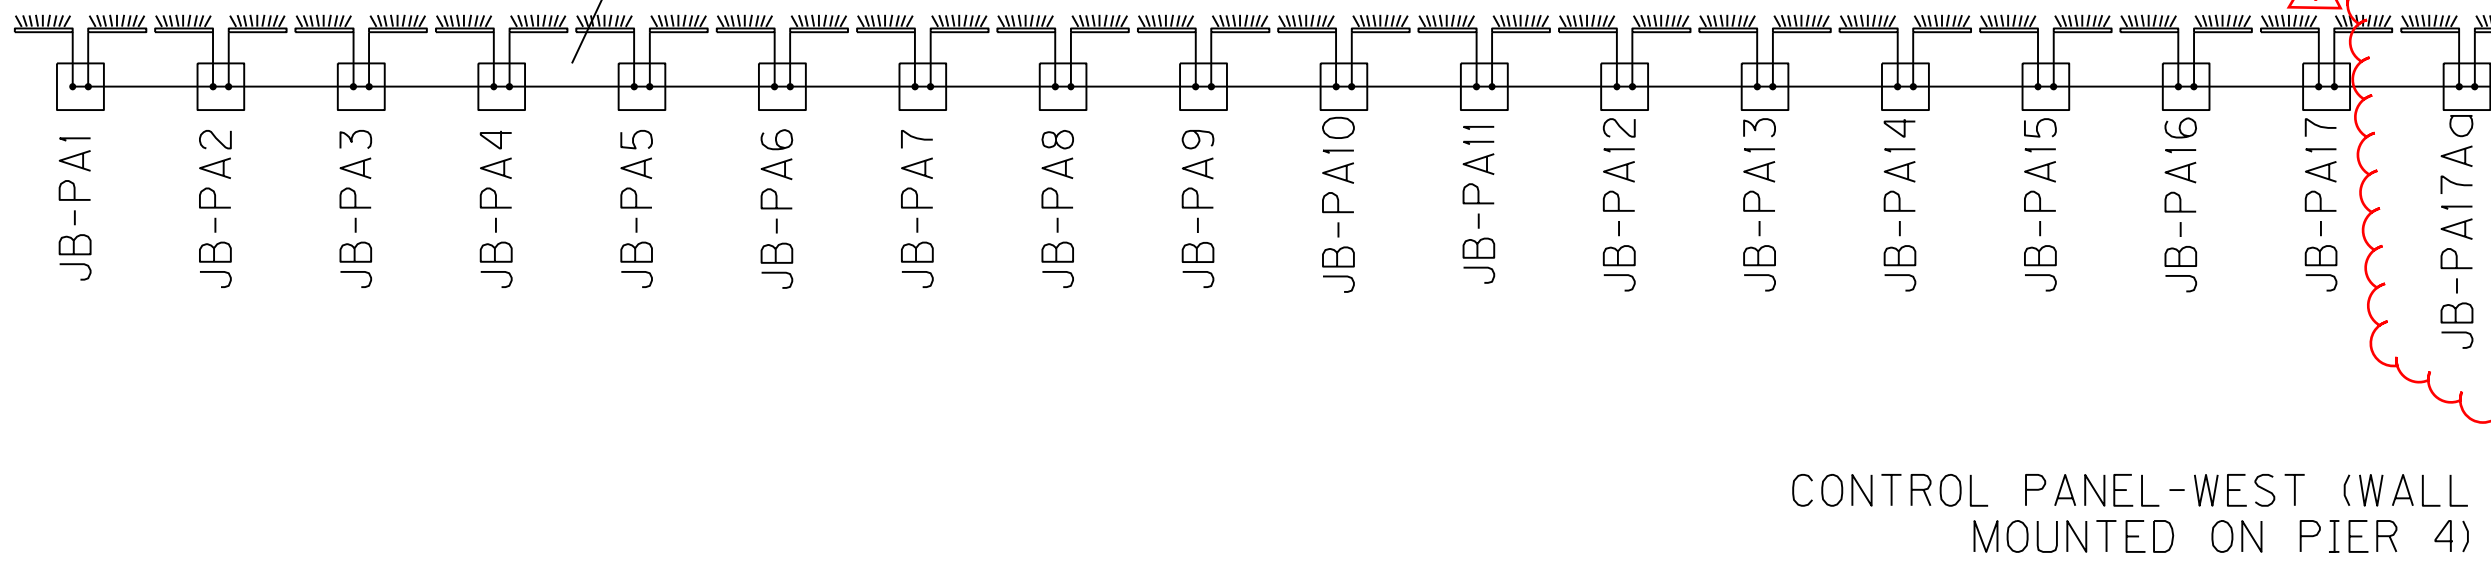 JB-PA1
JB-PA2
JB-PA3
JB-PA4
JB-PA5
JB-PA6
JB-PA7
JB-PA8
JB-PA9
JB-PA10
JB-PA11
JB-PA12
JB-PA13
JB-PA14
JB-PA15
JB-PA16
JB-PA17
JB-PA17Aa
CONTROL PANEL-WEST (WALL
MOUNTED ON PIER 4)